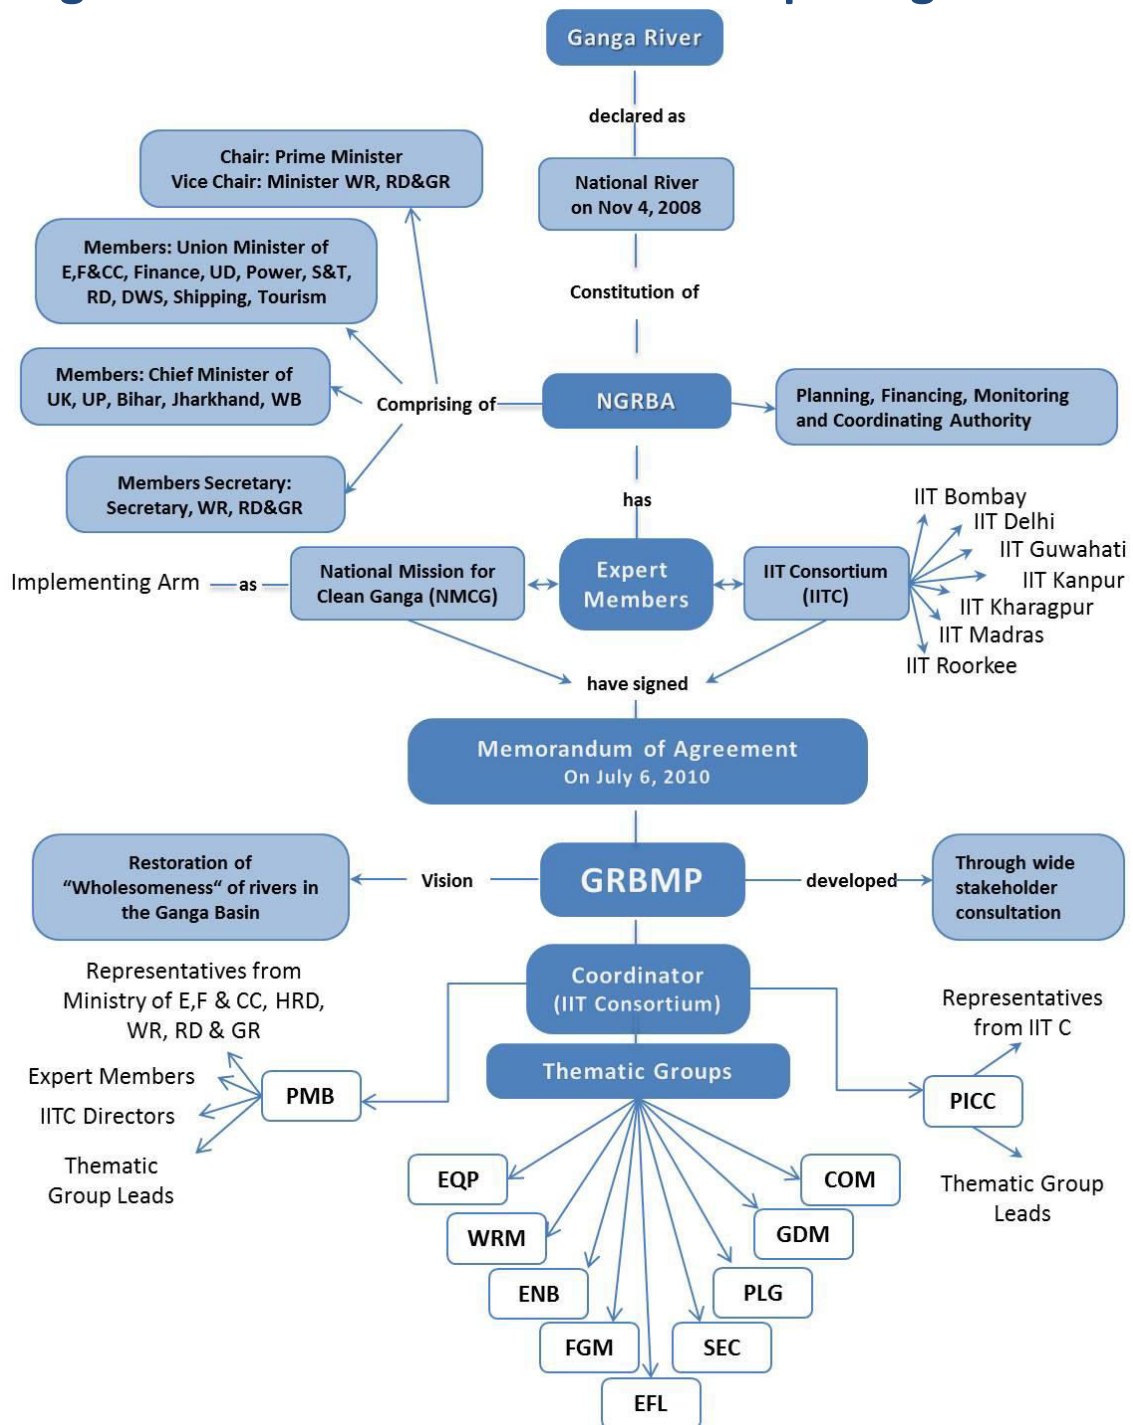 Ganga River
declared as
National River
on Nov 4, 2008
Constitution of
Chair: Prime Minister
Vice Chair: Minister WR, RD&GR
Members: Union Minister of
E,F&CC, Finance, UD, Power, S&T,
RD, DWS, Shipping, Tourism
Members: Chief Minister of
UK, UP, Bihar, Jharkhand, WB
Members Secretary:
Secretary, WR, RD&GR
Comprising of
NGRBA
Planning, Financing, Monitoring
and Coordinating Authority
has
Implementing Arm
as
National Mission for
Clean Ganga (NMCG)
Expert
Members
IIT Consortium
(IITC)
IIT Bombay
IIT Delhi
IIT Guwahati
IIT Kanpur
IIT Kharagpur
IIT Madras
IIT Roorkee
have signed
Memorandum of Agreement
On July 6, 2010
Restoration of
“Wholesomeness“ of rivers in
the Ganga Basin
Vision
GRBMP
developed
Through wide
stakeholder
consultation
Coordinator
(IIT Consortium)
Thematic Groups
Representatives from
Ministry of E,F & CC, HRD,
WR, RD & GR
Expert Members
IITC Directors
Thematic
Group Leads
PMB
Representatives
from IIT C
PICC
Thematic Group
Leads
EQP
WRM
ENB
FGM
EFL
SEC
PLG
GDM
COM